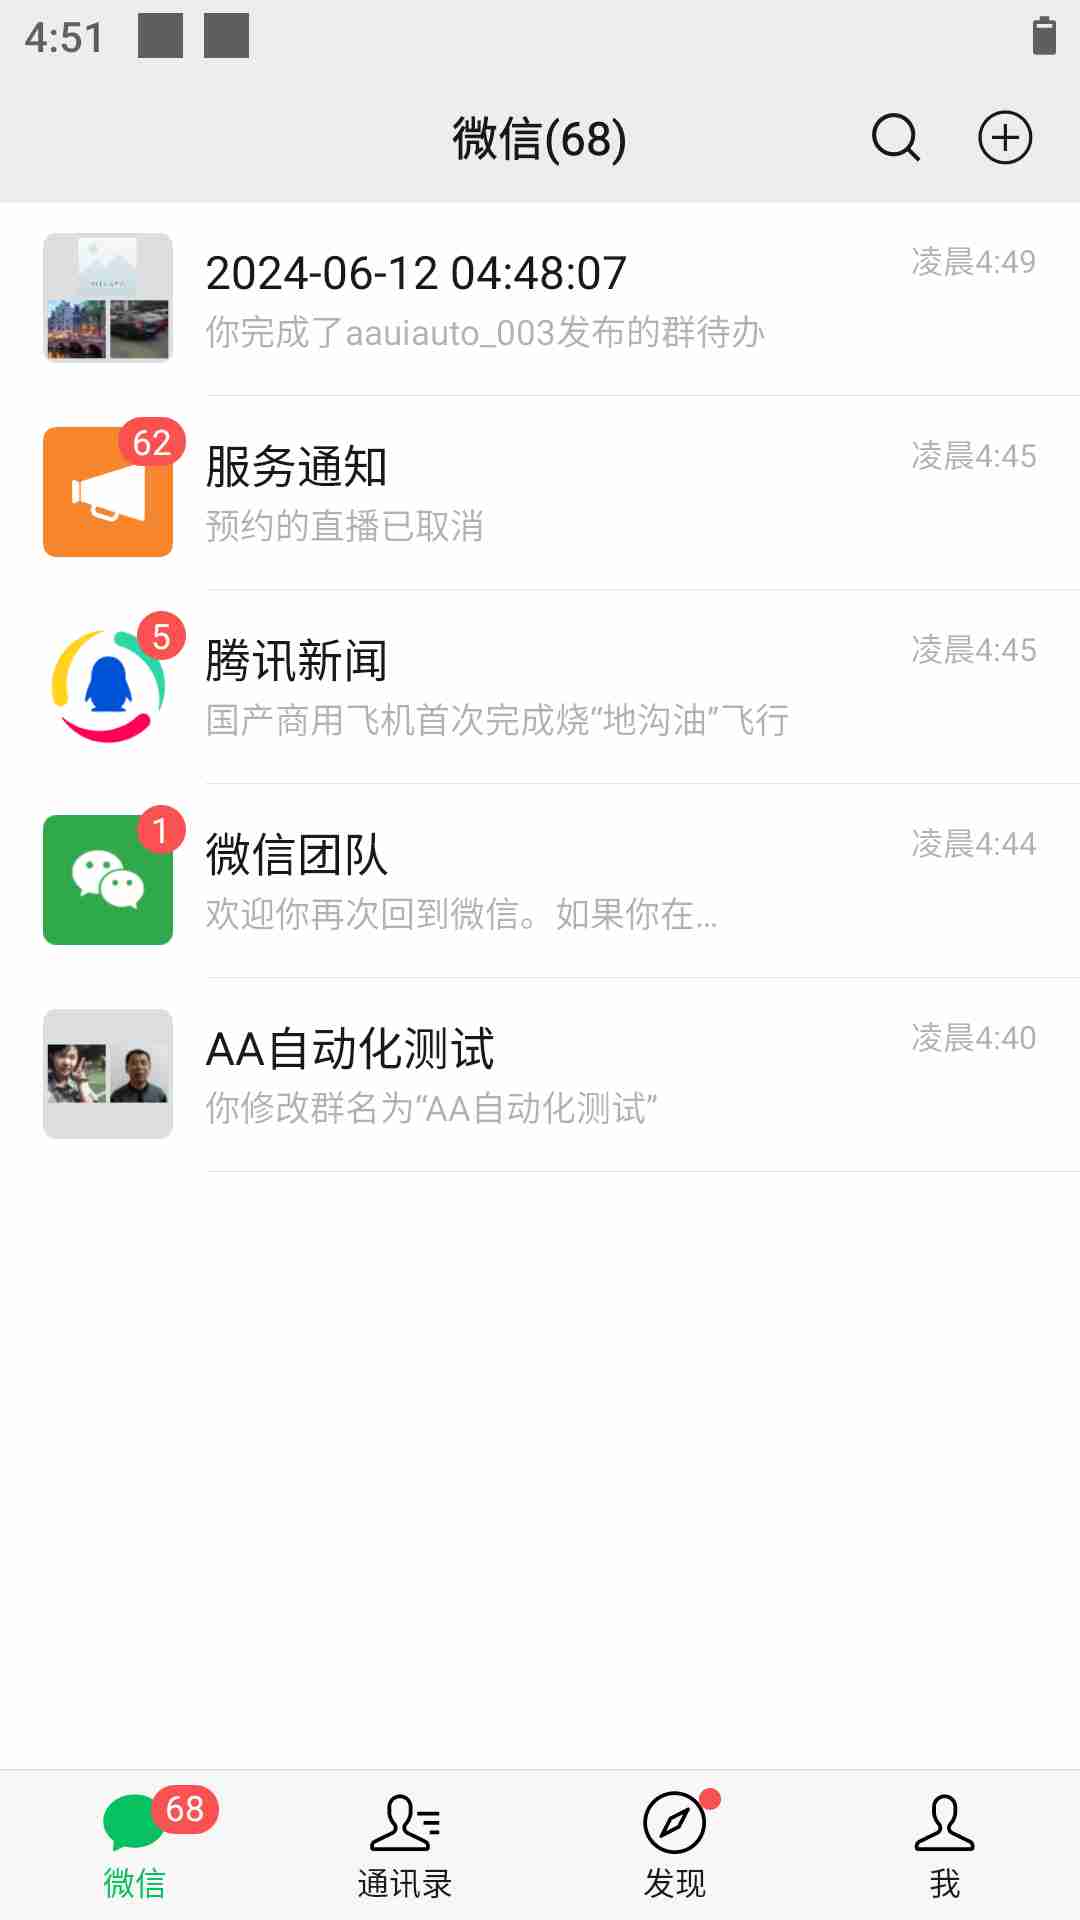 4:51
微信(68)
2024-06-12 04:48:07
凌晨4:49
你完成了aauiauto_003发布的群待办
62
服务通知
凌晨4:45
预约的直播已取消
5
腾讯新闻
凌晨4:45
国产商用飞机首次完成烧“地沟油”飞行
1
微信团队
凌晨4:44
欢迎你再次回到微信。如果你在...
AA自动化测试
凌晨4:40
你修改群名为“AA自动化测试”
68
微信
通讯录
发现
我